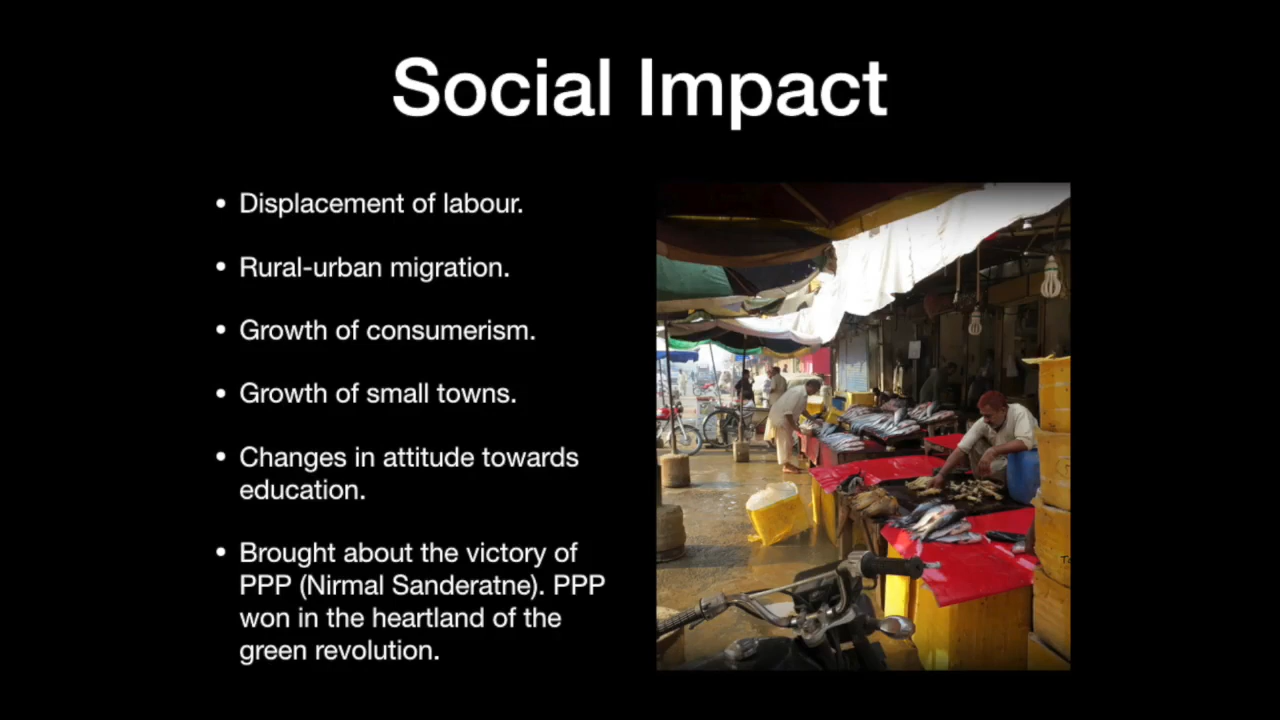 Social Impact
• Displacement of labour.
• Rural-urban migration.
• Growth of consumerism.
• Growth of small towns.
• Changes in attitude towards
education.
• Brought about the victory of
PPP (Nirmal Sanderatne). PPP
won in the heartland of the
green revolution.